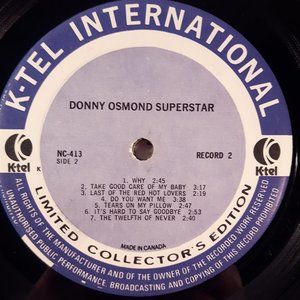 K-TEL INTERNATIONAL
DONNY OSMOND SUPERSTAR
NC-413
SIDE 2
RECORD 2
1. WHY 2:45
2. TAKE GOOD CARE OF MY BABY 3:17
3. LAST OF THE RED HOT LOVERS 2:19
4. DO YOU WANT ME 3:38
5. TEARS ON MY PILLOW 2:20
6. IT'S HARD TO SAY GOODBYE 2:53
7. THE TWELFTH OF NEVER 2:40
K-tel
K-tel
MADE IN CANADA
LIMITED COLLECTOR'S EDITION
ALL RIGHTS OF THE MANUFACTURER AND OF THE OWNER OF THE RECORDED WORK RESERVED. UNAUTHORISED PUBLIC PERFORMANCE, BROADCASTING AND COPYING OF THIS RECORD PROHIBITED